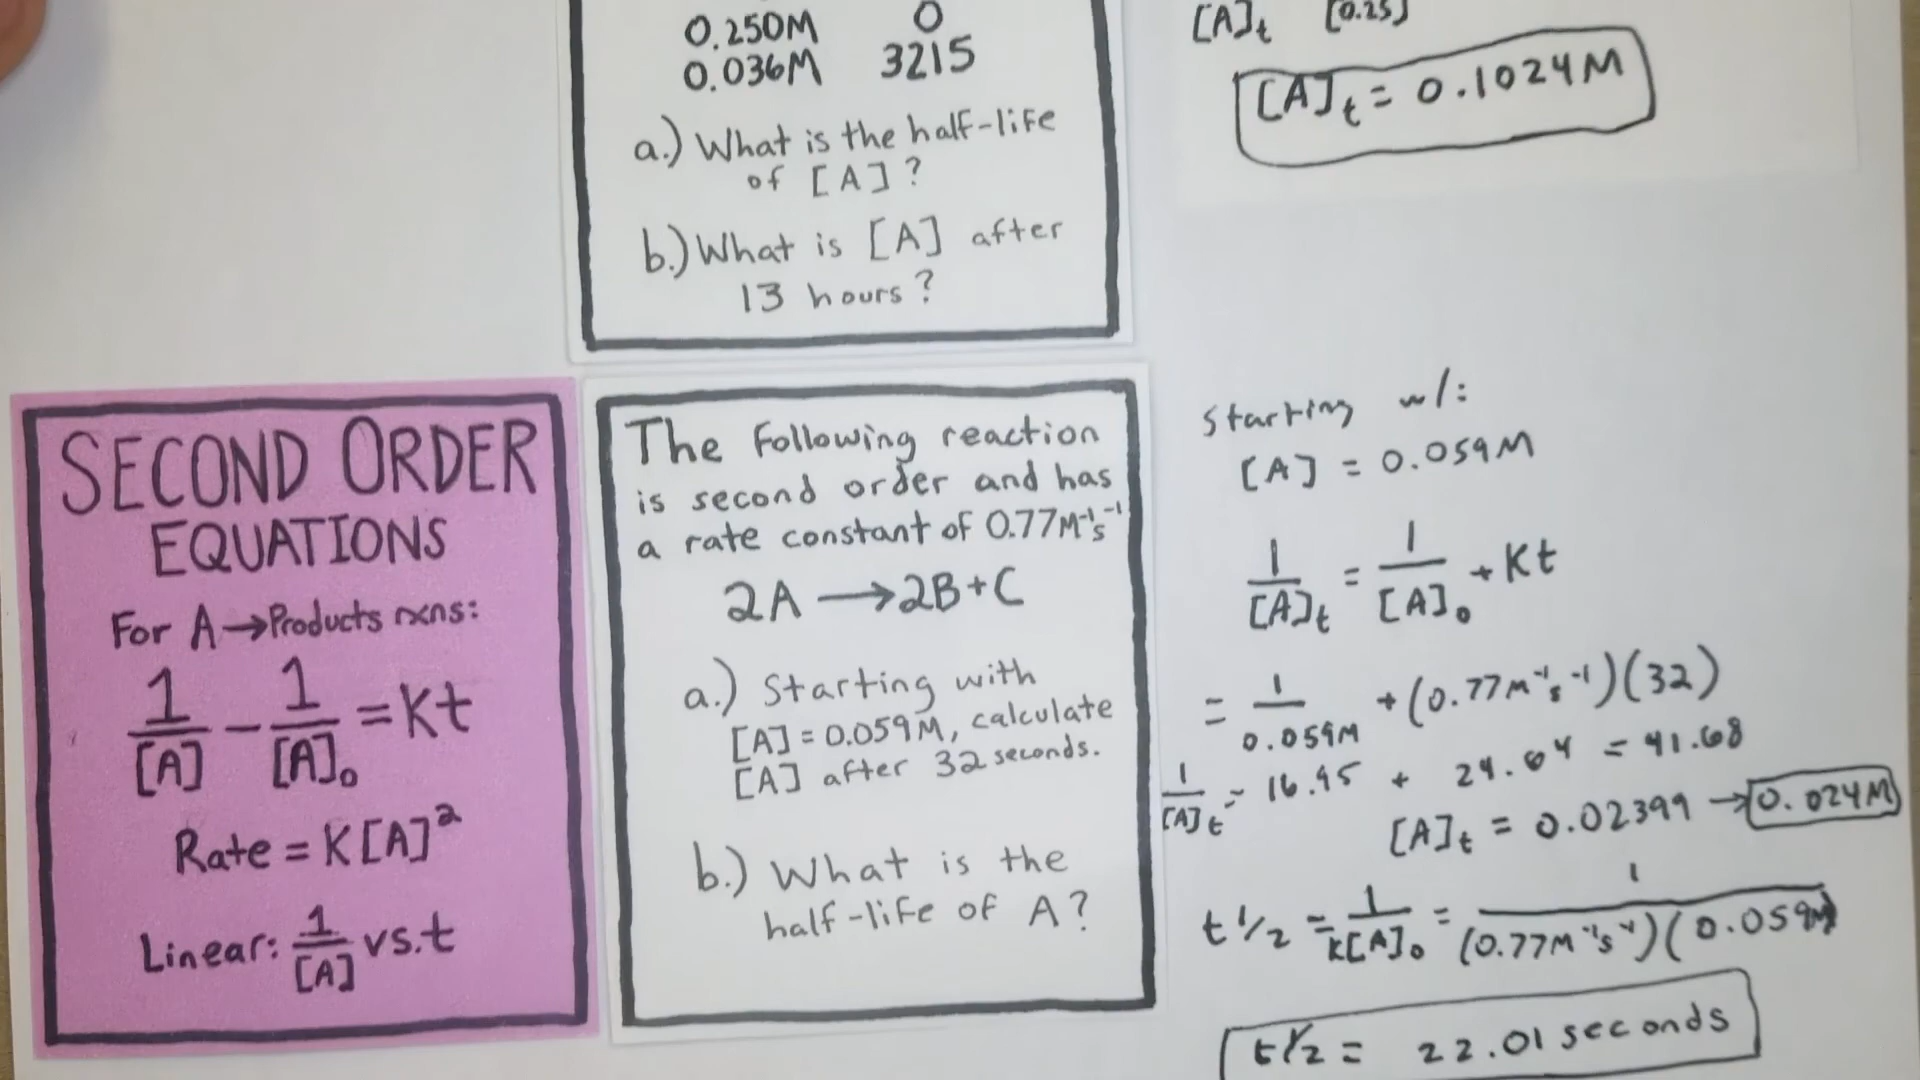 0.250M 0
0.036M 3215
a.) What is the half-life
of [A]?
b.) What is [A] after
13 hours?
[A]t [0.25]
[A]t = 0.1024M
SECOND ORDER
EQUATIONS
For A→Products rxns:
1/[A] - 1/[A]₀ = Kt
Rate = K[A]²
Linear: 1/[A] vs. t
The Following reaction
is second order and has
a rate constant of 0.77M⁻¹s⁻¹
2A → 2B + C
a.) Starting with
[A] = 0.059M, calculate
[A] after 32 seconds.
b.) What is the
half-life of A?
Starting w/:
[A] = 0.059M
1/[A]t = 1/[A]₀ + Kt
= 1/0.059M + (0.77M⁻¹s⁻¹)(32)
1/[A]t = 16.95 + 24.64 = 41.68
[A]t = 0.02399 → 0.024M
t1/2 = 1/K[A]₀ = 1/(0.77M⁻¹s⁻¹)(0.059M)
t1/2 = 22.01 seconds